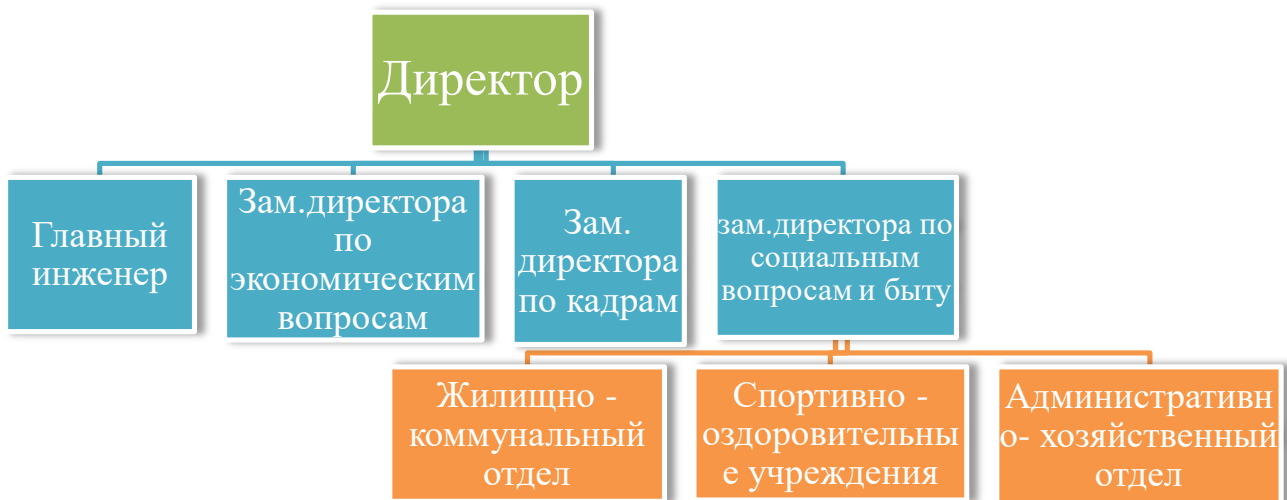 Директор
Главный
инженер
Зам.директора
по
экономическим
вопросам
Зам.
директора
по кадрам
зам.директора по
социальным
вопросам и быту
Жилищно -
коммунальный
отдел
Спортивно -
оздоровительны
е учреждения
Административн
о- хозяйственный
отдел